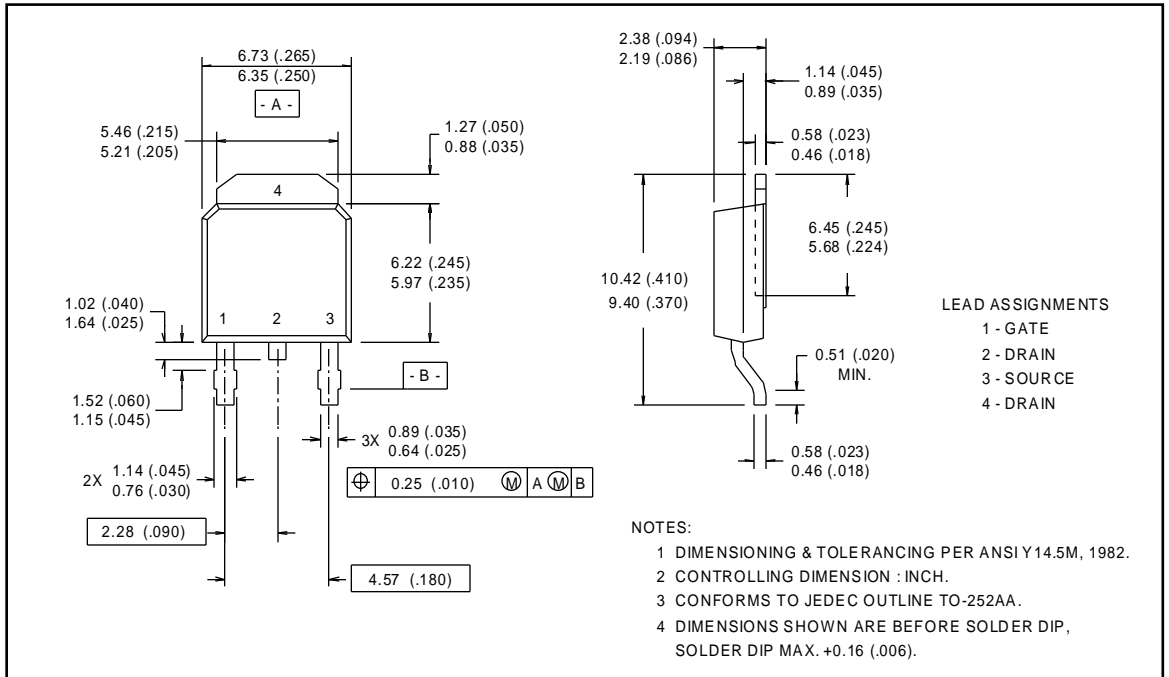 6.73 (.265)
6.35 (.250)
- A -
5.46 (.215)
5.21 (.205)
1.27 (.050)
0.88 (.035)
4
6.22 (.245)
5.97 (.235)
1.02 (.040)
1.64 (.025)
1 2 3
- B -
1.52 (.060)
1.15 (.045)
3X 0.89 (.035)
0.64 (.025)
2X 1.14 (.045)
0.76 (.030)
⌖ 0.25 (.010) Ⓜ A Ⓜ B
2.28 (.090)
4.57 (.180)
2.38 (.094)
2.19 (.086)
1.14 (.045)
0.89 (.035)
0.58 (.023)
0.46 (.018)
6.45 (.245)
5.68 (.224)
10.42 (.410)
9.40 (.370)
0.51 (.020)
MIN.
0.58 (.023)
0.46 (.018)
LEAD ASSIGNMENTS
1 - GATE
2 - DRAIN
3 - SOURCE
4 - DRAIN
NOTES:
1 DIMENSIONING & TOLERANCING PER ANSI Y14.5M, 1982.
2 CONTROLLING DIMENSION : INCH.
3 CONFORMS TO JEDEC OUTLINE TO-252AA.
4 DIMENSIONS SHOWN ARE BEFORE SOLDER DIP,
SOLDER DIP MAX. +0.16 (.006).